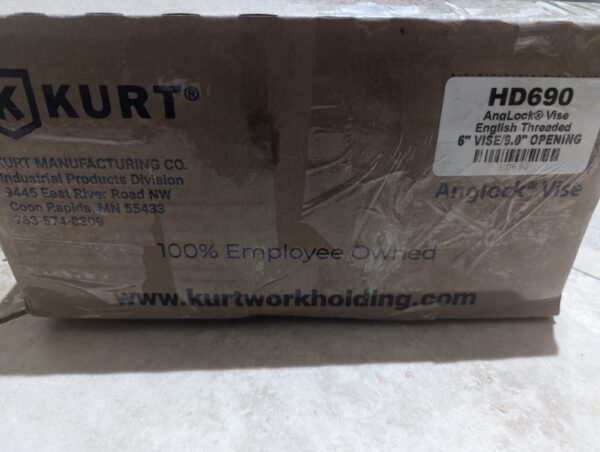 K KURT®
KURT MANUFACTURING CO.
Industrial Products Division
9445 East River Road NW
Coon Rapids, MN 55433
763-574-8309
HD690
AngLock® Vise
English Threaded
6" VISE/9.0" OPENING
HD690
Anglock® Vise
100% Employee Owned
www.kurtworkholding.com